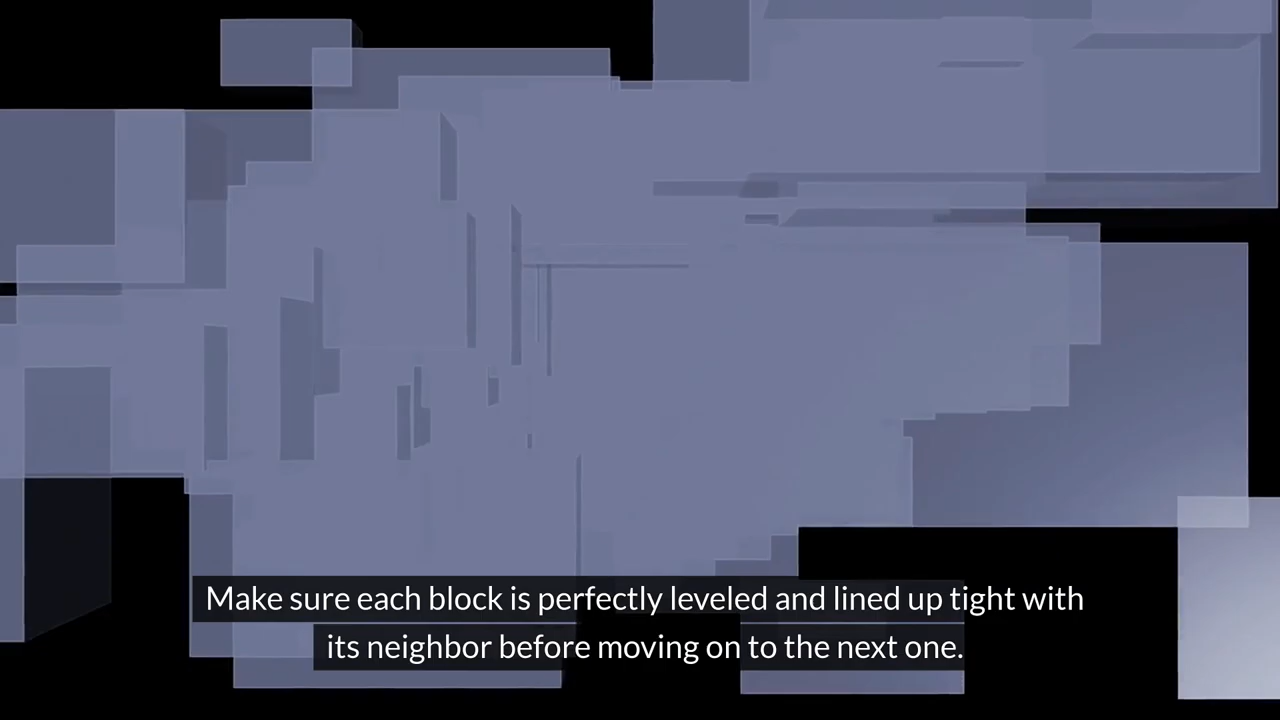 Make sure each block is perfectly leveled and lined up tight with
its neighbor before moving on to the next one.